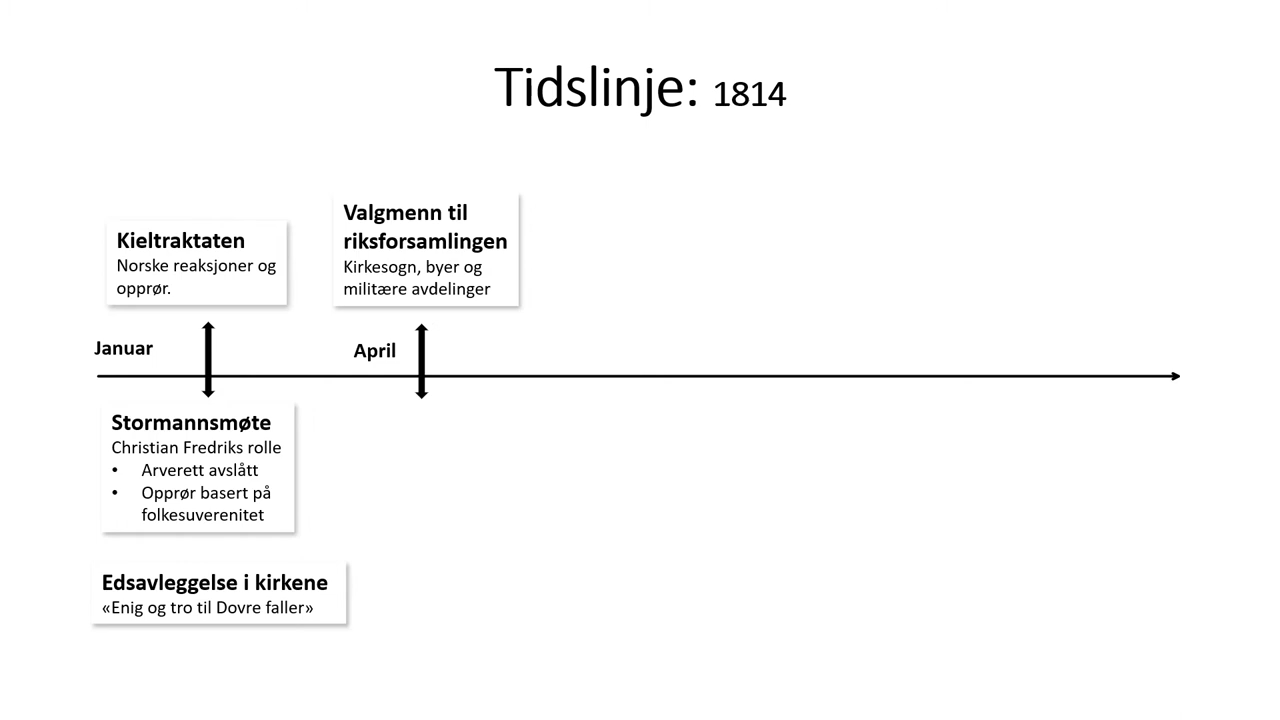 Tidslinje: 1814
Kieltraktaten
Norske reaksjoner og
opprør.
Valgmenn til
riksforsamlingen
Kirkesogn, byer og
militære avdelinger
Januar
April
Stormannsmøte
Christian Fredriks rolle
• Arverett avslått
• Opprør basert på
folkesuverenitet
Edsavleggelse i kirkene
«Enig og tro til Dovre faller»